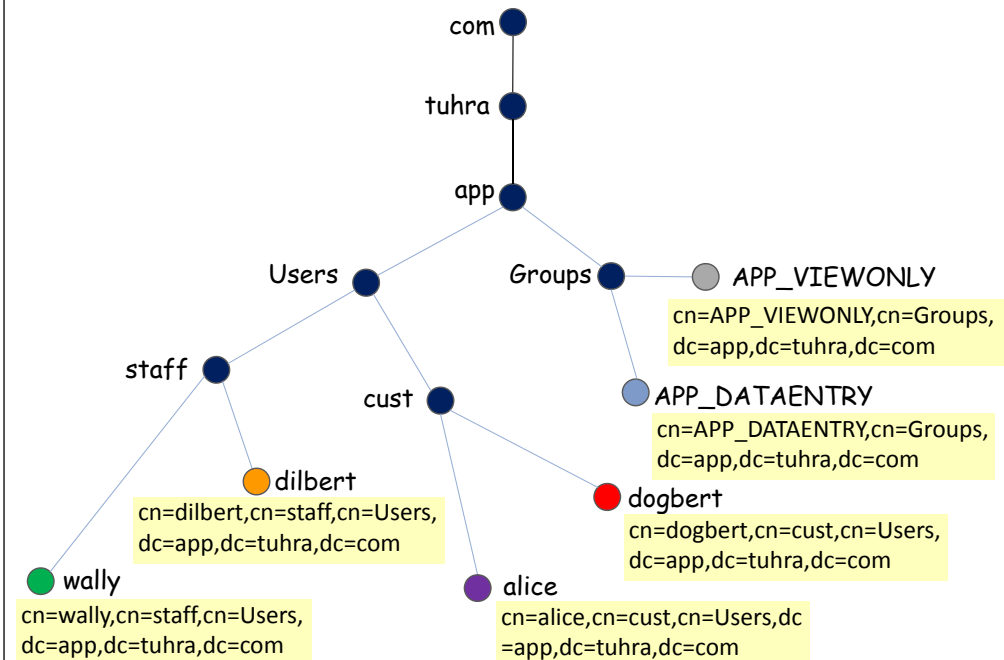 com
tuhra
app
Users
Groups
APP_VIEWONLY
cn=APP_VIEWONLY,cn=Groups,
dc=app,dc=tuhra,dc=com
staff
cust
APP_DATAENTRY
cn=APP_DATAENTRY,cn=Groups,
dc=app,dc=tuhra,dc=com
dilbert
cn=dilbert,cn=staff,cn=Users,
dc=app,dc=tuhra,dc=com
dogbert
cn=dogbert,cn=cust,cn=Users,
dc=app,dc=tuhra,dc=com
wally
cn=wally,cn=staff,cn=Users,
dc=app,dc=tuhra,dc=com
alice
cn=alice,cn=cust,cn=Users,dc
=app,dc=tuhra,dc=com